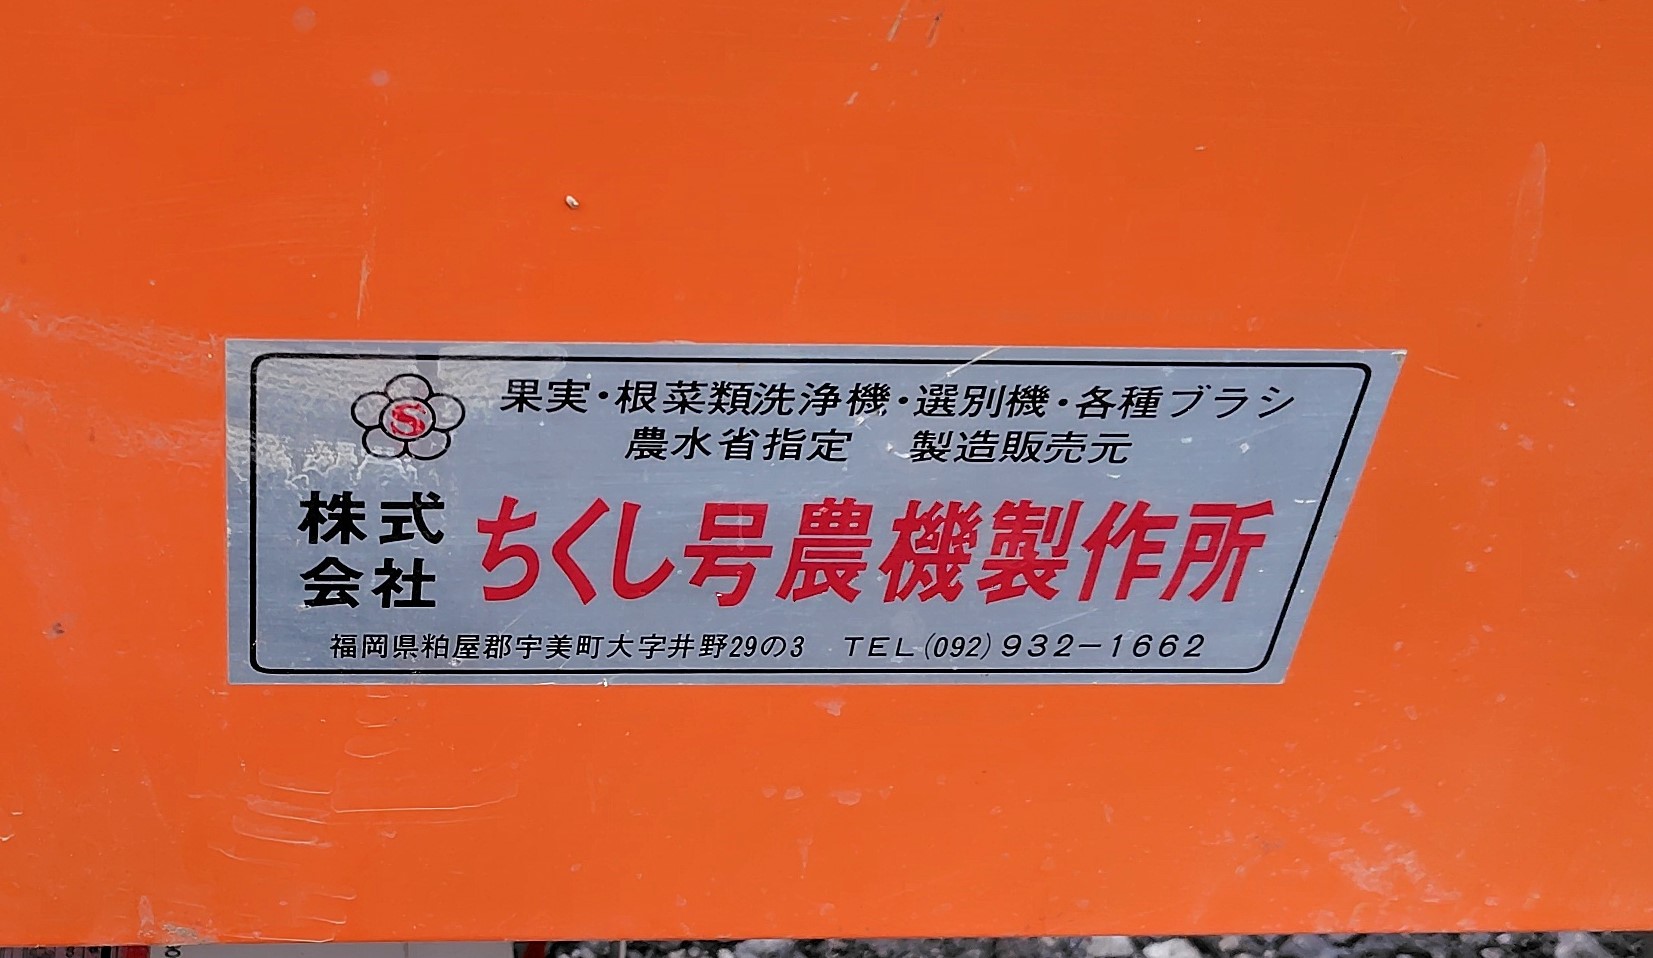 S
果実・根菜類洗浄機・選別機・各種ブラシ
農水省指定 製造販売元
株式会社 ちくし号農機製作所
福岡県粕屋郡宇美町大字井野29の3 TEL(092)932-1662